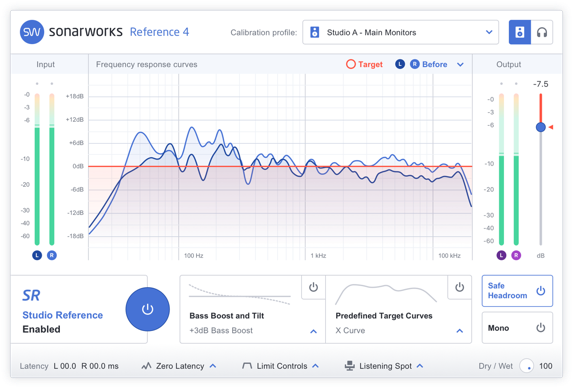 SW sonarworks Reference 4
Calibration profile: Studio A - Main Monitors
Input
Frequency response curves
Target
L R Before
Output
-7.5
-0
-3
-6
-10
-20
-30
-40
-60
L R
+18dB
+12dB
+6dB
0dB
-6dB
-12dB
-18dB
100 Hz
1 kHz
100 kHz
-0
-3
-6
-10
-20
-30
-40
-60
L R
dB
SR
Studio Reference
Enabled
Bass Boost and Tilt
+3dB Bass Boost
Predefined Target Curves
X Curve
Safe
Headroom
Mono
Latency L 00.0 R 00.0 ms
Zero Latency
Limit Controls
Listening Spot
Dry / Wet 100